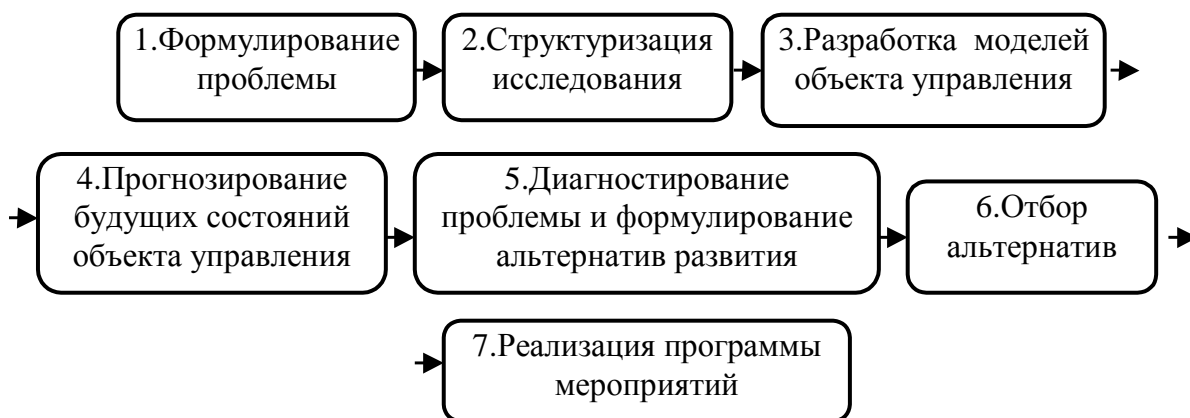 1.Формулирование
проблемы
2.Структуризация
исследования
3.Разработка моделей
объекта управления
4.Прогнозирование
будущих состояний
объекта управления
5.Диагностирование
проблемы и формулирование
альтернатив развития
6.Отбор
альтернатив
7.Реализация программы
мероприятий